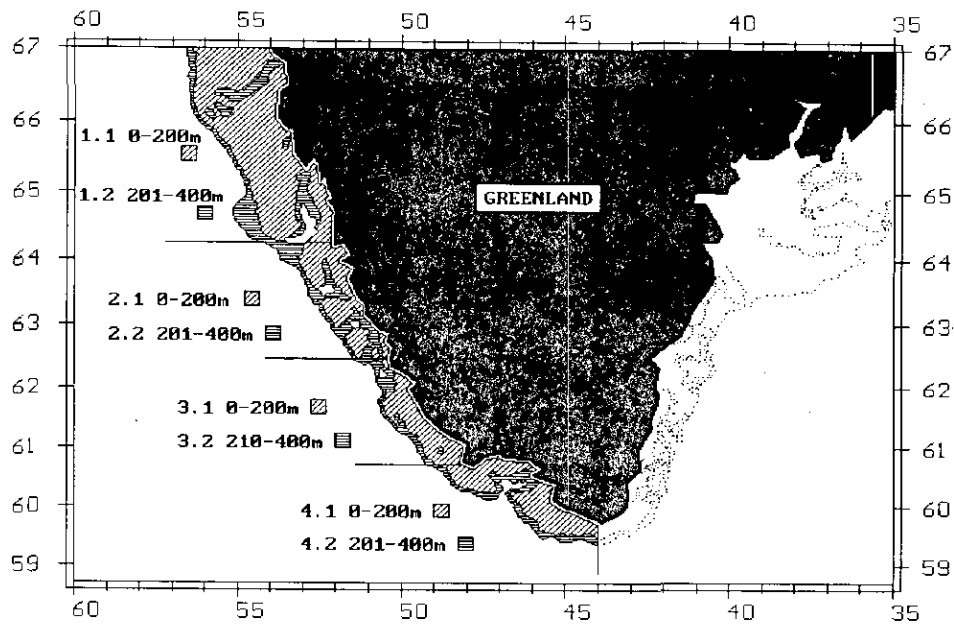 60 55 50 45 40 35
67 67
66 66
1.1 0-200m
65 65
1.2 201-400m
GREENLAND
64 64
2.1 0-200m
63 63
2.2 201-400m
62 62
3.1 0-200m
3.2 210-400m
61 61
4.1 0-200m
60 60
4.2 201-400m
59 59
60 55 50 45 40 35